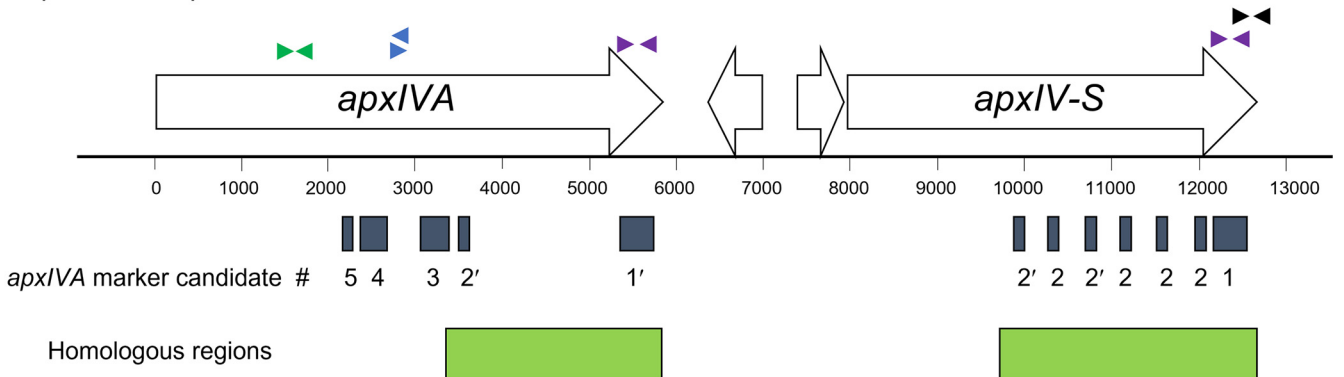 apxIVA
apxIV-S
0 1000 2000 3000 4000 5000 6000 7000 8000 9000 10000 11000 12000 13000
apxIVA marker candidate # 5 4 3 2′ 1′ 2′ 2 2′ 2 2 2 1
Homologous regions